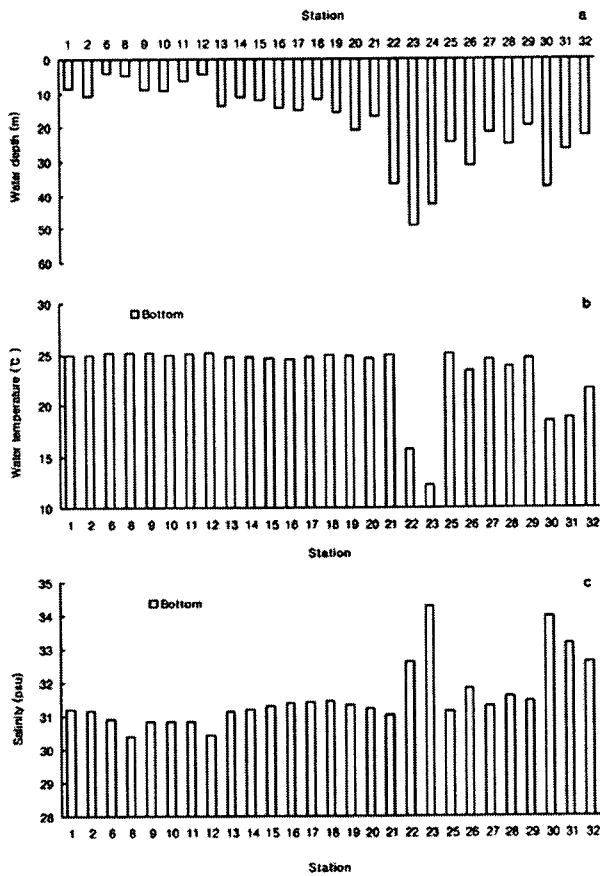 Station
a
1 2 6 8 9 10 11 12 13 14 15 16 17 18 19 20 21 22 23 24 25 26 27 28 29 30 31 32
0
10
20
30
40
50
60
Water depth (m)
b
Bottom
30
25
20
15
10
Water temperature (℃)
1 2 6 8 9 10 11 12 13 14 15 16 17 18 19 20 21 22 23 25 26 27 28 29 30 31 32
Station
c
Bottom
35
34
33
32
31
30
29
28
Salinity (psu)
1 2 6 8 9 10 11 12 13 14 15 16 17 18 19 20 21 22 23 25 26 27 28 29 30 31 32
Station